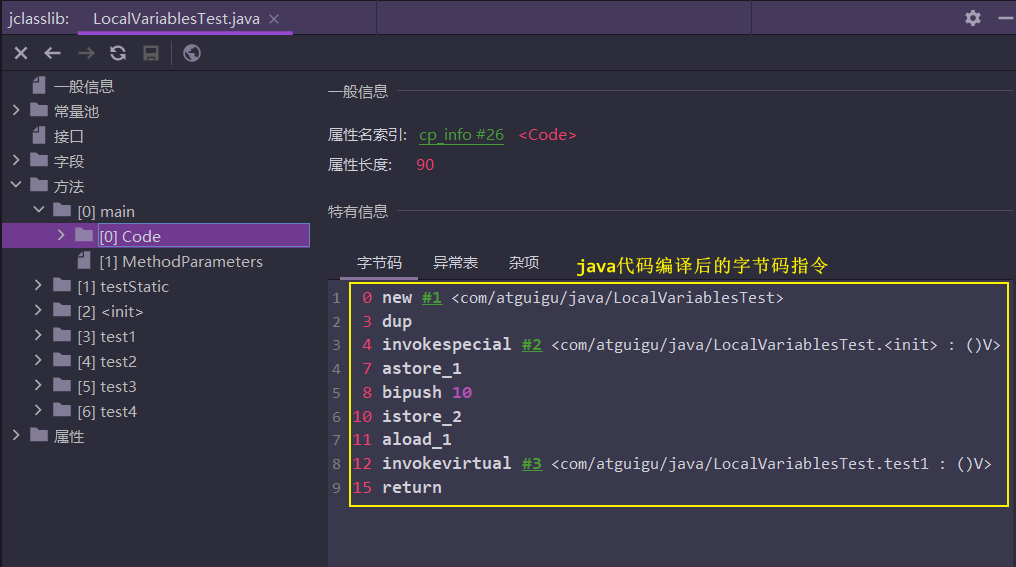 jclasslib: LocalVariablesTest.java
一般信息
常量池
接口
字段
方法
[0] main
[0] Code
[1] MethodParameters
[1] testStatic
[2] <init>
[3] test1
[4] test2
[5] test3
[6] test4
属性
一般信息
属性名索引: cp_info #26 <Code>
属性长度: 90
特有信息
字节码 异常表 杂项
java代码编译后的字节码指令
1 0 new #1 <com/atguigu/java/LocalVariablesTest>
2 3 dup
3 4 invokespecial #2 <com/atguigu/java/LocalVariablesTest.<init> : ()V>
4 7 astore_1
5 8 bipush 10
6 10 istore_2
7 11 aload_1
8 12 invokevirtual #3 <com/atguigu/java/LocalVariablesTest.test1 : ()V>
9 15 return